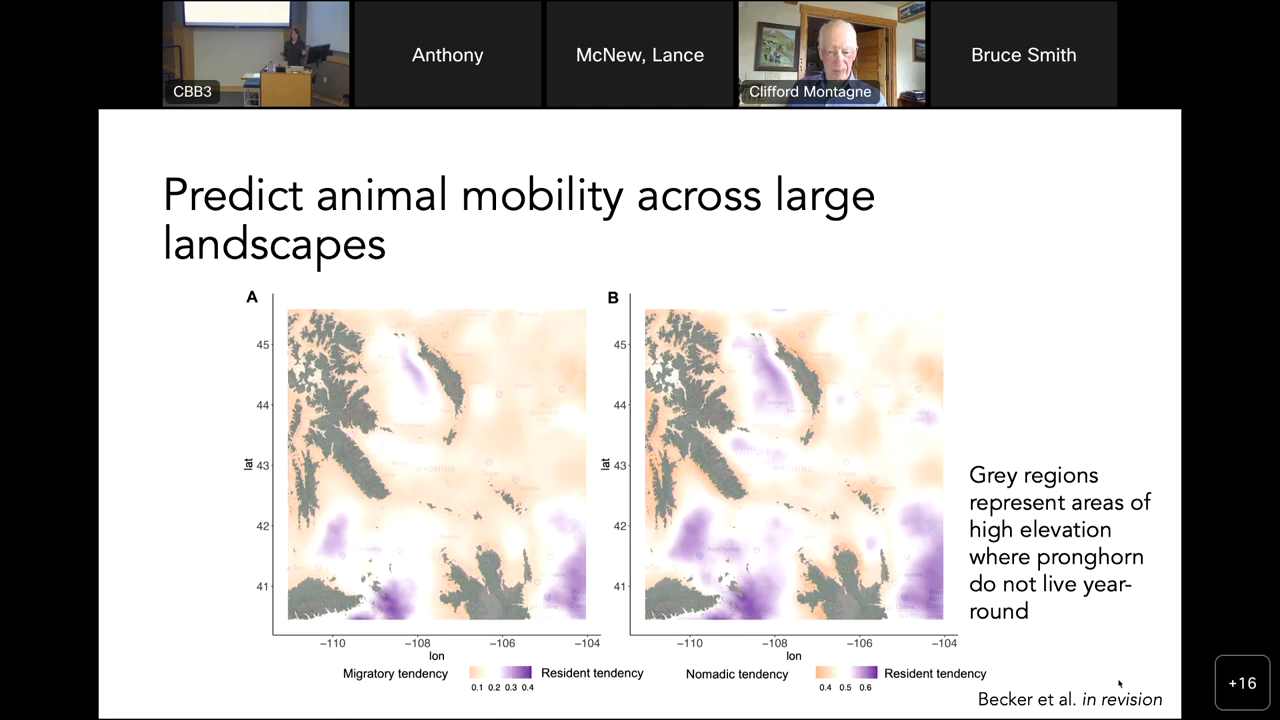 CBB3
Anthony
McNew, Lance
Clifford Montagne
Bruce Smith
Predict animal mobility across large
landscapes
A
45
44
43
42
41
lat
WYOMING
−110
−108
−106
−104
lon
Migratory tendency
0.1 0.2 0.3 0.4
Resident tendency
B
45
44
43
42
41
lat
WYOMING
−110
−108
−106
−104
lon
Nomadic tendency
0.4 0.5 0.6
Resident tendency
Grey regions
represent areas of
high elevation
where pronghorn
do not live year-
round
Becker et al. in revision
+16